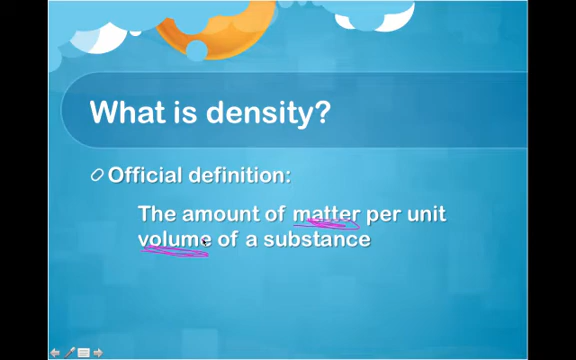 What is density?
Official definition:
The amount of matter per unit
volume of a substance